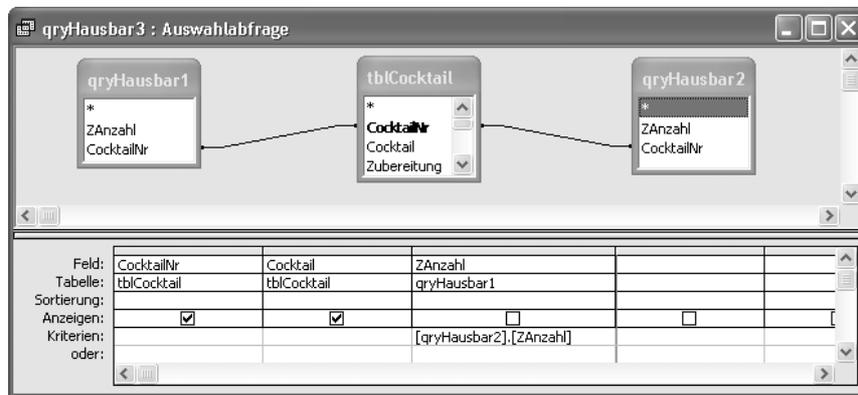 qryHausbar3 : Auswahlabfrage
qryHausbar1
*
ZAnzahl
CocktailNr
tblCocktail
*
CocktailNr
Cocktail
Zubereitung
qryHausbar2
*
ZAnzahl
CocktailNr
Feld: CocktailNr Cocktail ZAnzahl
Tabelle: tblCocktail tblCocktail qryHausbar1
Sortierung:
Anzeigen:
Kriterien: [qryHausbar2].[ZAnzahl]
oder: